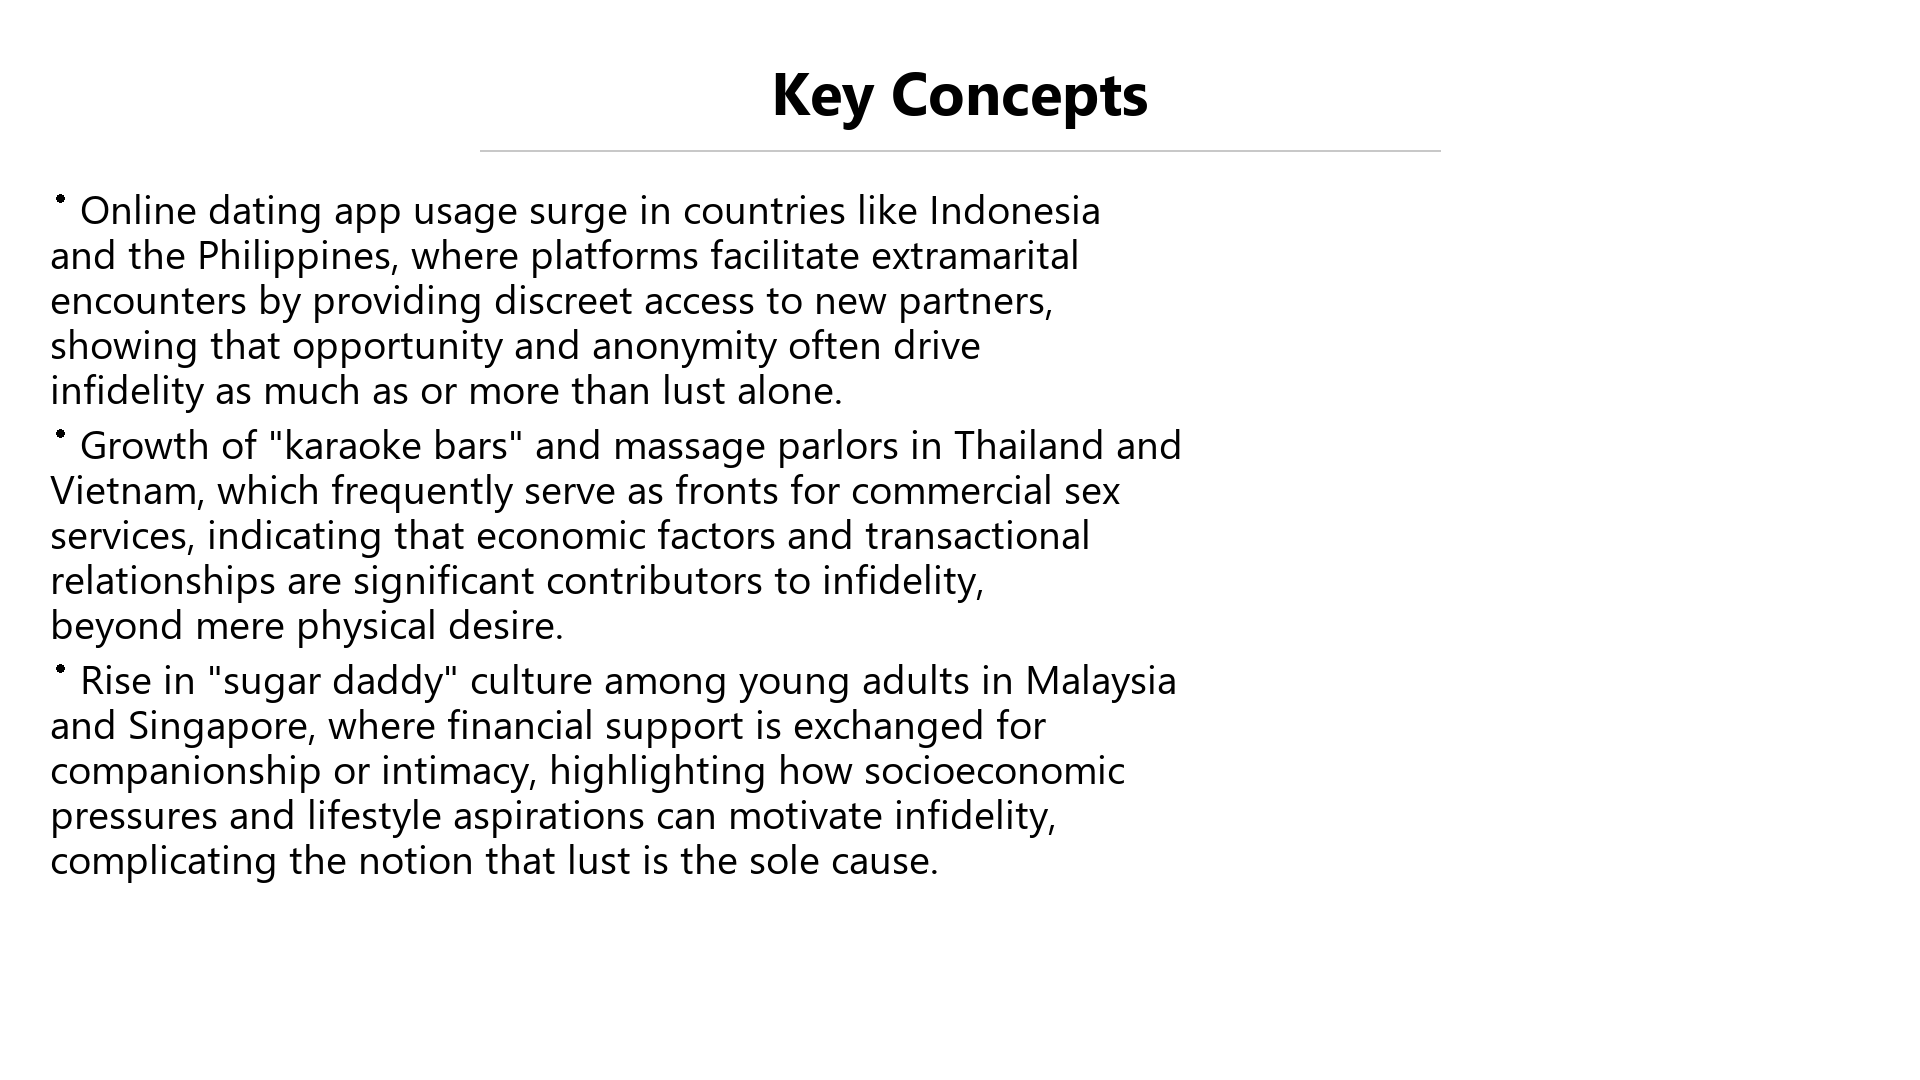 Key Concepts
• Online dating app usage surge in countries like Indonesia
and the Philippines, where platforms facilitate extramarital
encounters by providing discreet access to new partners,
showing that opportunity and anonymity often drive
infidelity as much as or more than lust alone.
• Growth of "karaoke bars" and massage parlors in Thailand and
Vietnam, which frequently serve as fronts for commercial sex
services, indicating that economic factors and transactional
relationships are significant contributors to infidelity,
beyond mere physical desire.
• Rise in "sugar daddy" culture among young adults in Malaysia
and Singapore, where financial support is exchanged for
companionship or intimacy, highlighting how socioeconomic
pressures and lifestyle aspirations can motivate infidelity,
complicating the notion that lust is the sole cause.